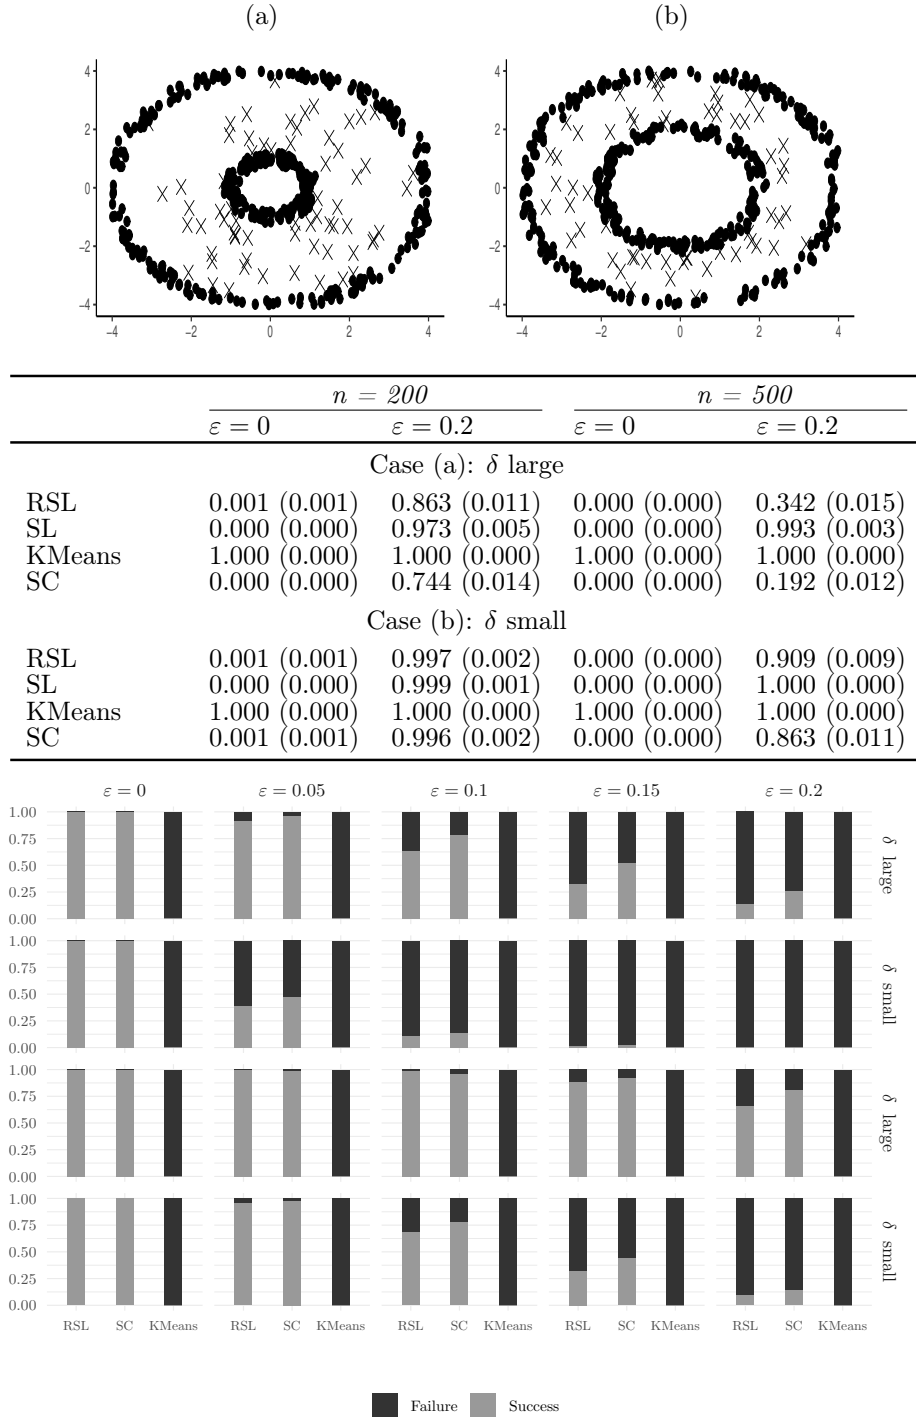 (a) (b)
4 4
2 2
0 0
−2 −2
−4 −4
−4 −2 0 2 4 −4 −2 0 2 4
n = 200 n = 500
ε = 0 ε = 0.2 ε = 0 ε = 0.2
Case (a): δ large
RSL 0.001 (0.001) 0.863 (0.011) 0.000 (0.000) 0.342 (0.015)
SL 0.000 (0.000) 0.973 (0.005) 0.000 (0.000) 0.993 (0.003)
KMeans 1.000 (0.000) 1.000 (0.000) 1.000 (0.000) 1.000 (0.000)
SC 0.000 (0.000) 0.744 (0.014) 0.000 (0.000) 0.192 (0.012)
Case (b): δ small
RSL 0.001 (0.001) 0.997 (0.002) 0.000 (0.000) 0.909 (0.009)
SL 0.000 (0.000) 0.999 (0.001) 0.000 (0.000) 1.000 (0.000)
KMeans 1.000 (0.000) 1.000 (0.000) 1.000 (0.000) 1.000 (0.000)
SC 0.001 (0.001) 0.996 (0.002) 0.000 (0.000) 0.863 (0.011)
ε = 0 ε = 0.05 ε = 0.1 ε = 0.15 ε = 0.2
1.00
0.75
0.50
0.25
0.00
δ large
1.00
0.75
0.50
0.25
0.00
δ small
1.00
0.75
0.50
0.25
0.00
δ large
1.00
0.75
0.50
0.25
0.00
δ small
RSL SC KMeans RSL SC KMeans RSL SC KMeans RSL SC KMeans RSL SC KMeans
Failure Success